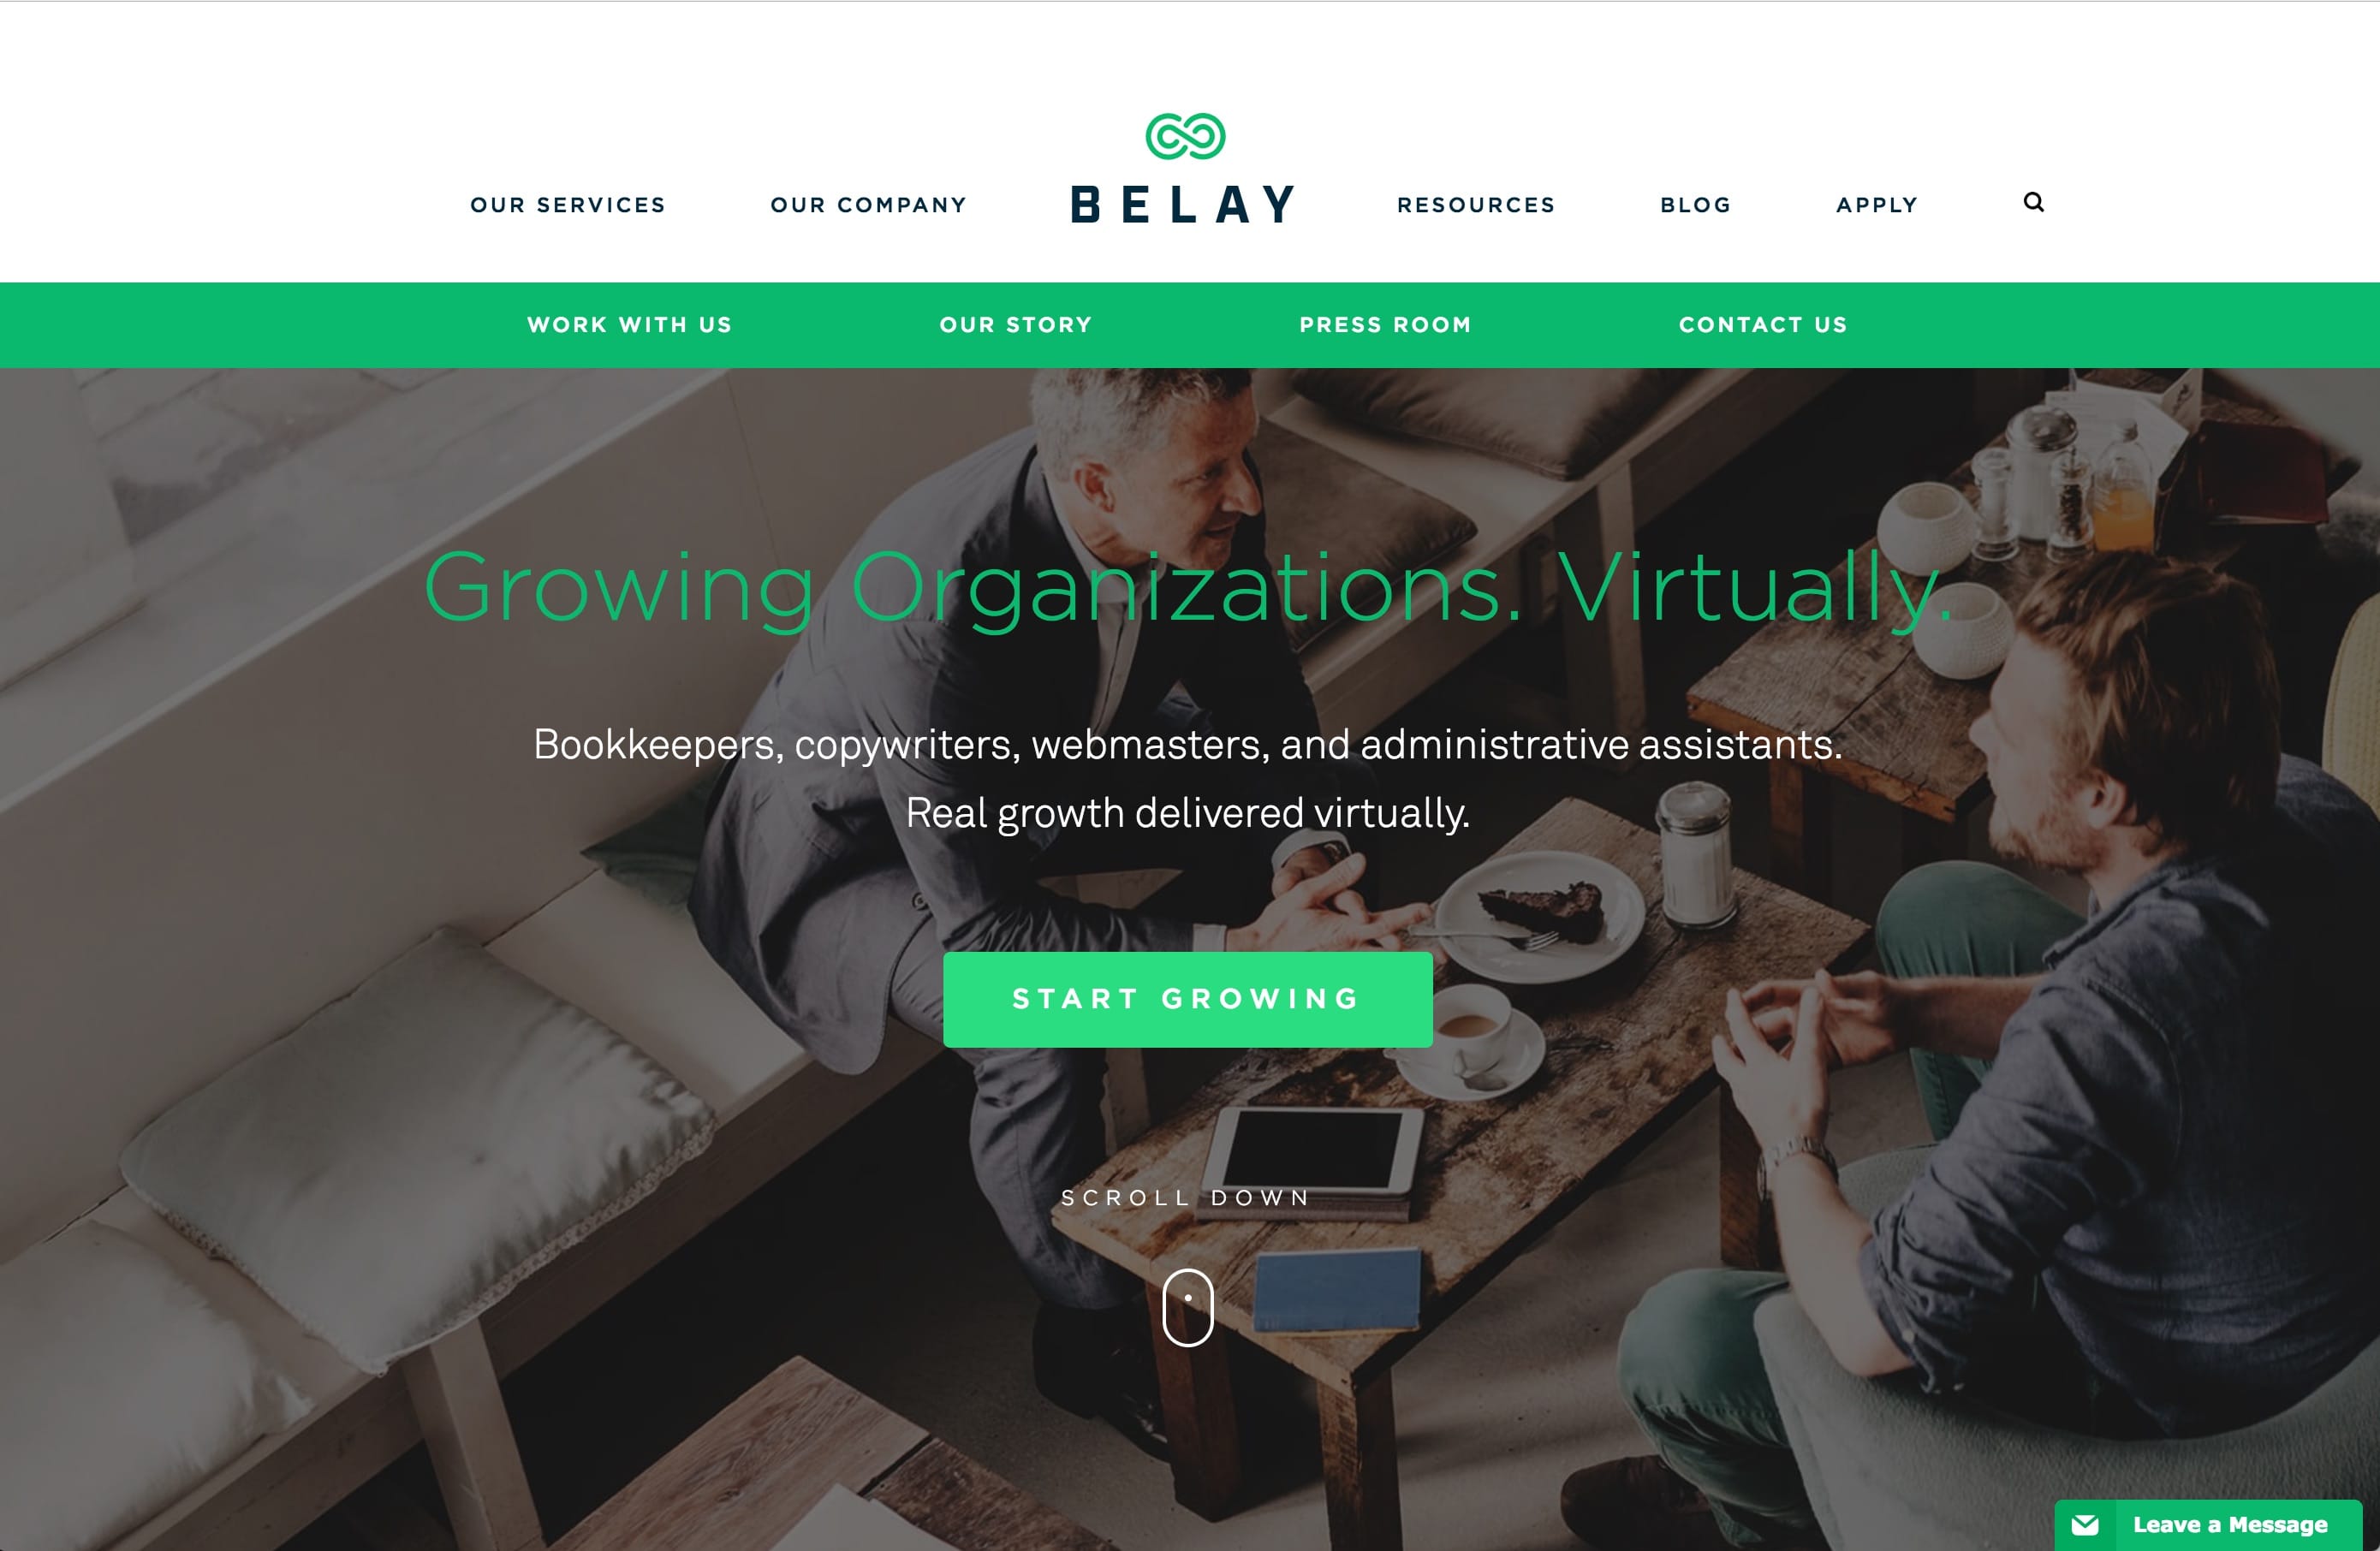 OUR SERVICES
OUR COMPANY
BELAY
RESOURCES
BLOG
APPLY
WORK WITH US
OUR STORY
PRESS ROOM
CONTACT US
Growing Organizations. Virtually.
Bookkeepers, copywriters, webmasters, and administrative assistants.
Real growth delivered virtually.
START GROWING
SCROLL DOWN
Leave a Message